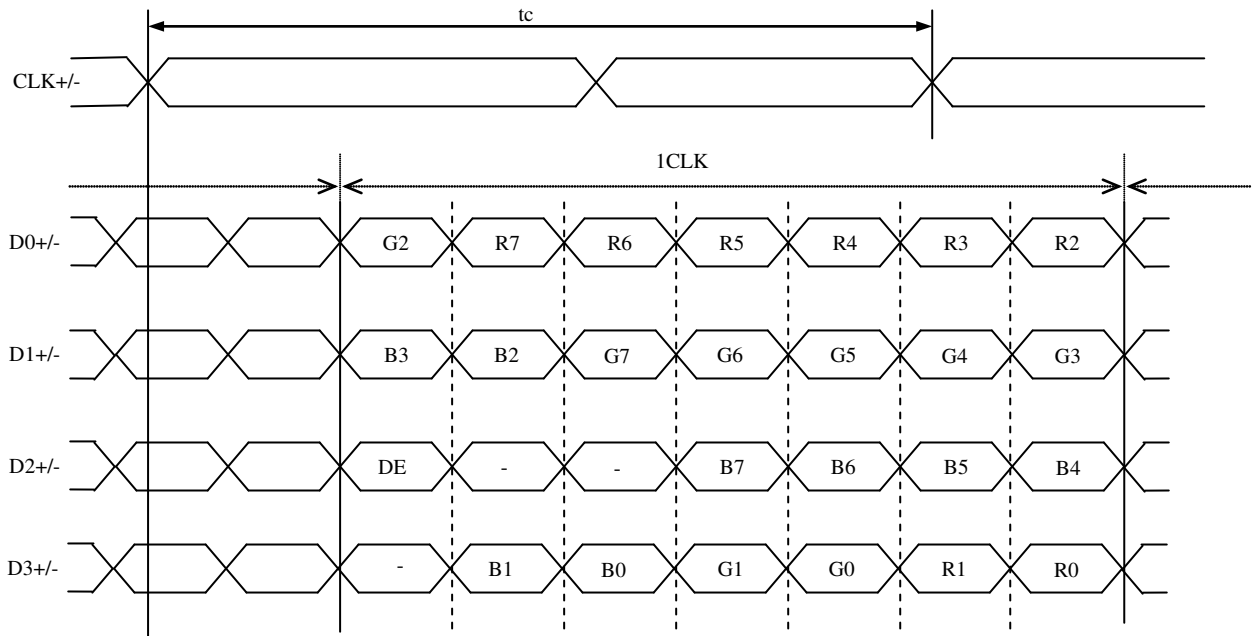 tc
CLK+/-
1CLK
D0+/- G2 R7 R6 R5 R4 R3 R2
D1+/- B3 B2 G7 G6 G5 G4 G3
D2+/- DE - - B7 B6 B5 B4
D3+/- - B1 B0 G1 G0 R1 R0